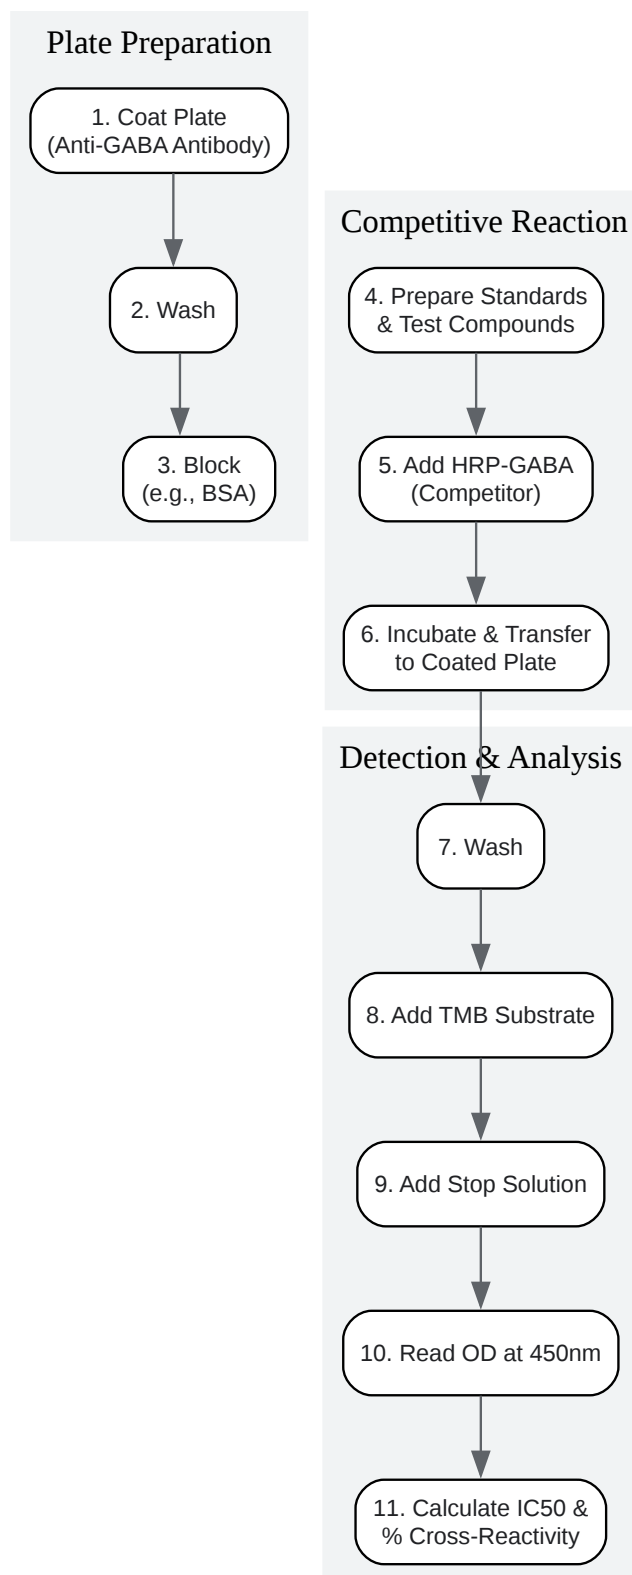 Plate Preparation
1. Coat Plate
(Anti-GABA Antibody)
2. Wash
3. Block
(e.g., BSA)
Competitive Reaction
4. Prepare Standards
& Test Compounds
5. Add HRP-GABA
(Competitor)
6. Incubate & Transfer
to Coated Plate
Detection & Analysis
7. Wash
8. Add TMB Substrate
9. Add Stop Solution
10. Read OD at 450nm
11. Calculate IC50 &
% Cross-Reactivity